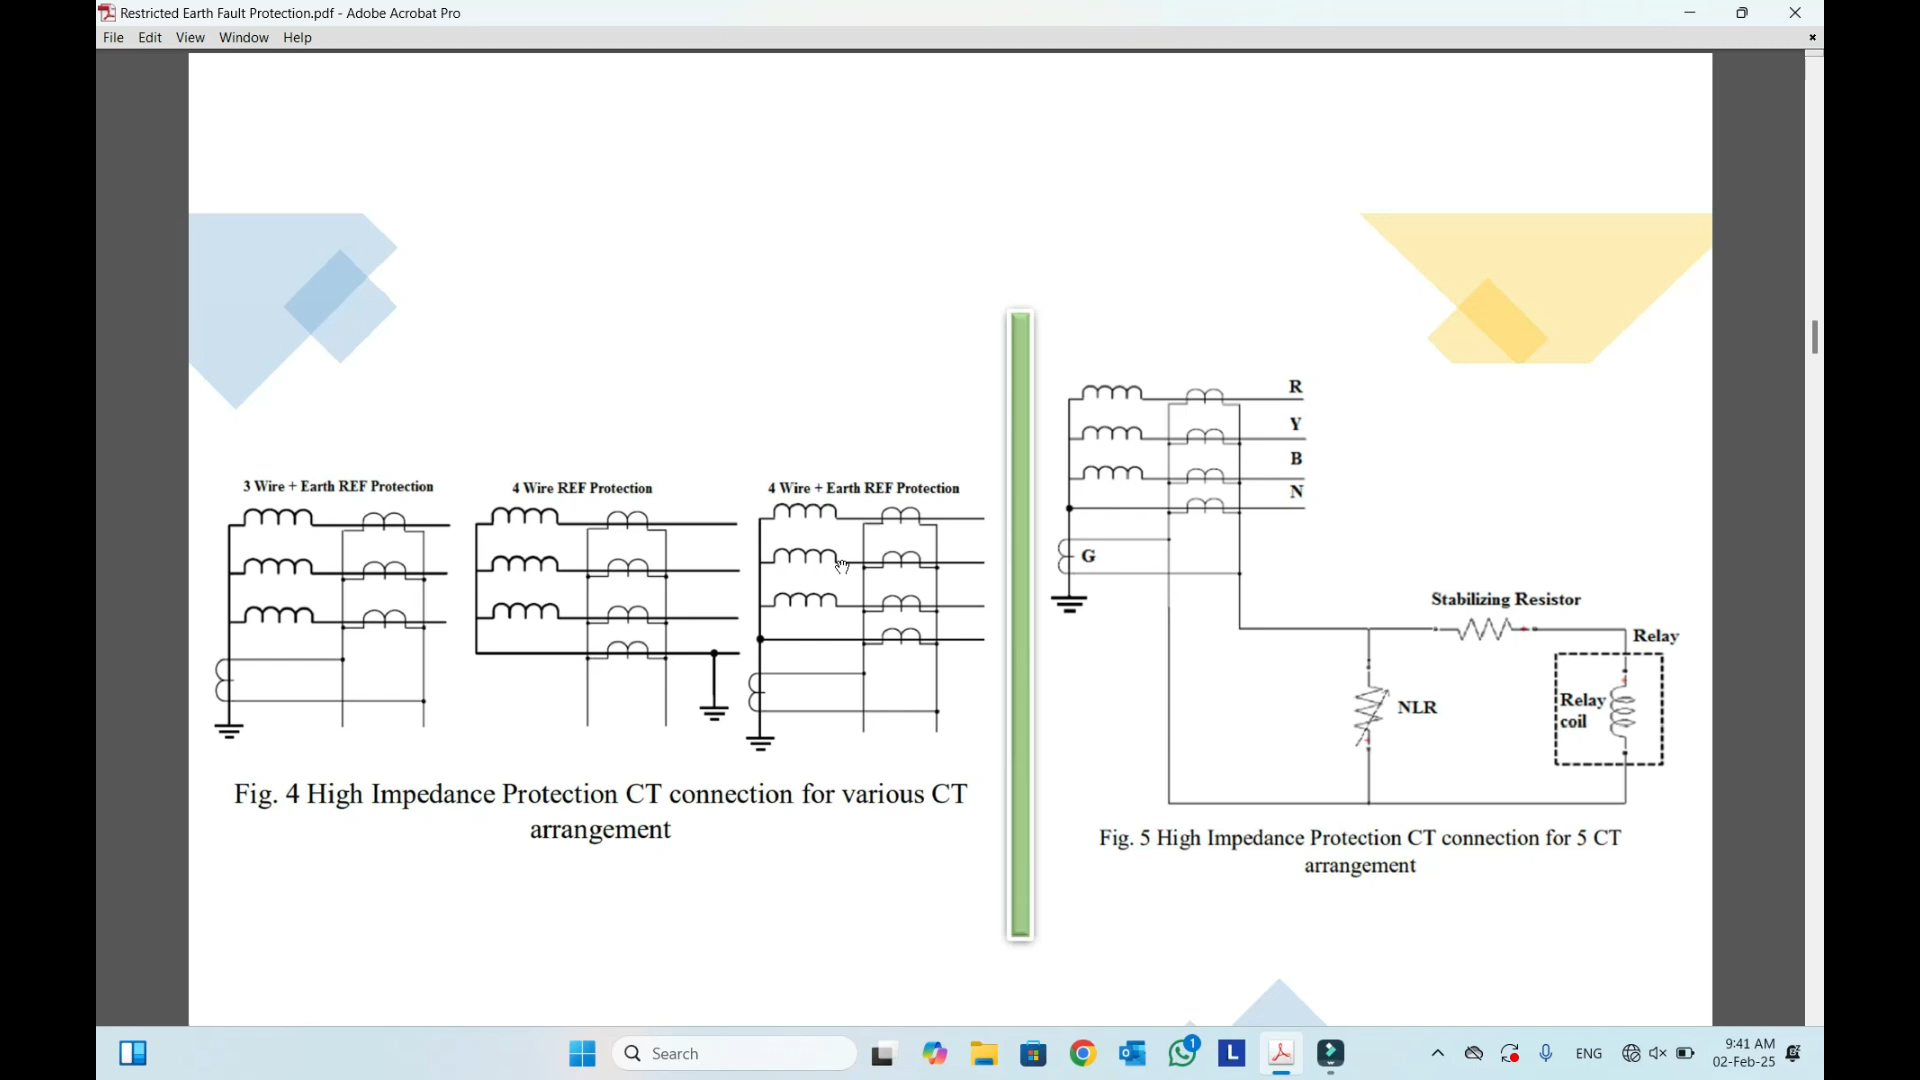 Restricted Earth Fault Protection.pdf - Adobe Acrobat Pro
File Edit View Window Help
3 Wire + Earth REF Protection
4 Wire REF Protection
4 Wire + Earth REF Protection
Fig. 4 High Impedance Protection CT connection for various CT
arrangement
R
Y
B
N
G
Stabilizing Resistor
Relay
NLR
Relay
coil
Fig. 5 High Impedance Protection CT connection for 5 CT
arrangement
Search
1
L
ENG
9:41 AM
02-Feb-25